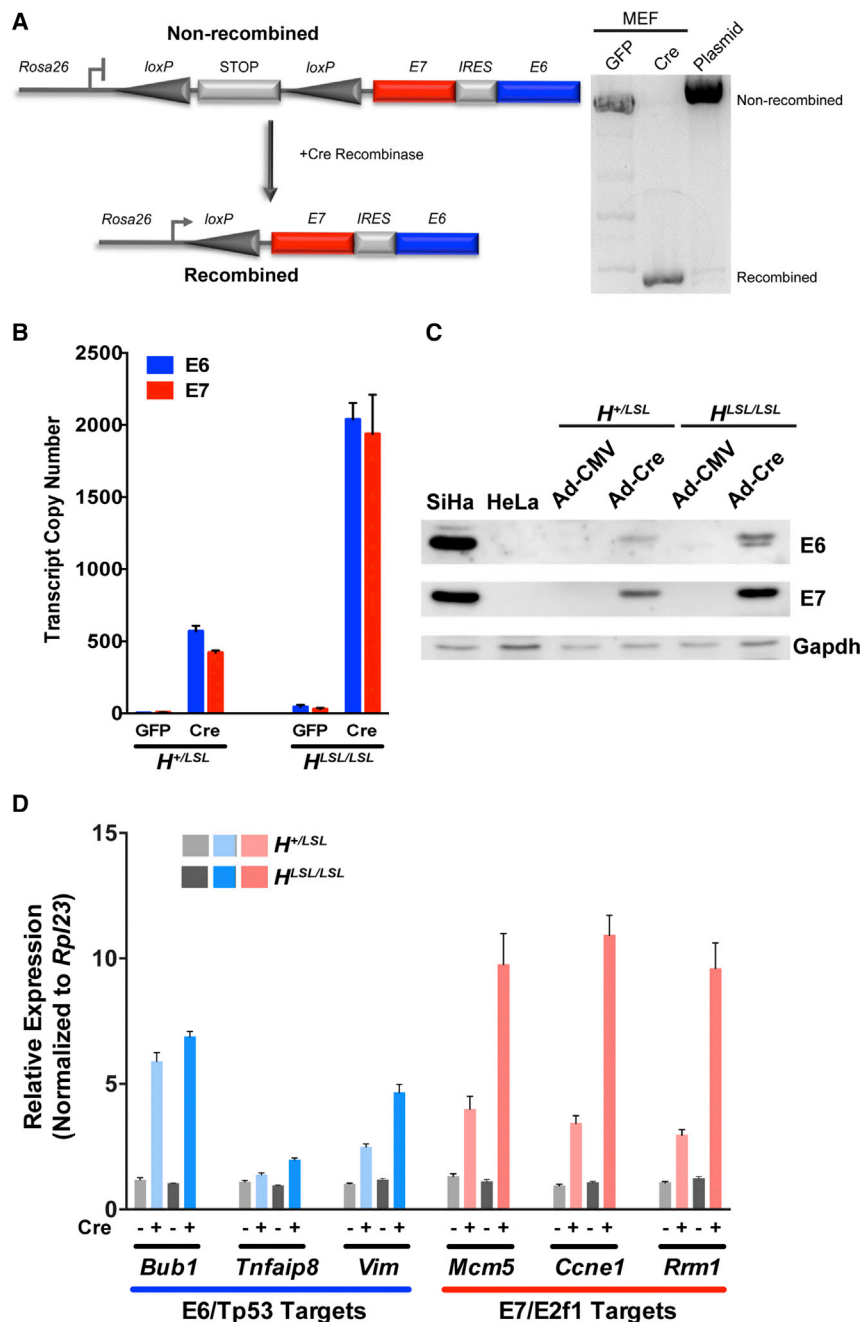 A
Non-recombined
Rosa26 loxP STOP loxP E7 IRES E6
+Cre Recombinase
Rosa26 loxP E7 IRES E6
Recombined
MEF
GFP Cre Plasmid
Non-recombined
Recombined
B
E6
E7
Transcript Copy Number
2500
2000
1500
1000
500
0
GFP Cre GFP Cre
H+/LSL HLSL/LSL
C
H+/LSL HLSL/LSL
SiHa HeLa Ad-CMV Ad-Cre Ad-CMV Ad-Cre
E6
E7
Gapdh
D
H+/LSL
HLSL/LSL
Relative Expression
(Normalized to Rpl23)
15
10
5
0
Cre - + - + - + - + - + - + - + - + - + - + - + - +
Bub1 Tnfaip8 Vim Mcm5 Ccne1 Rrm1
E6/Tp53 Targets E7/E2f1 Targets